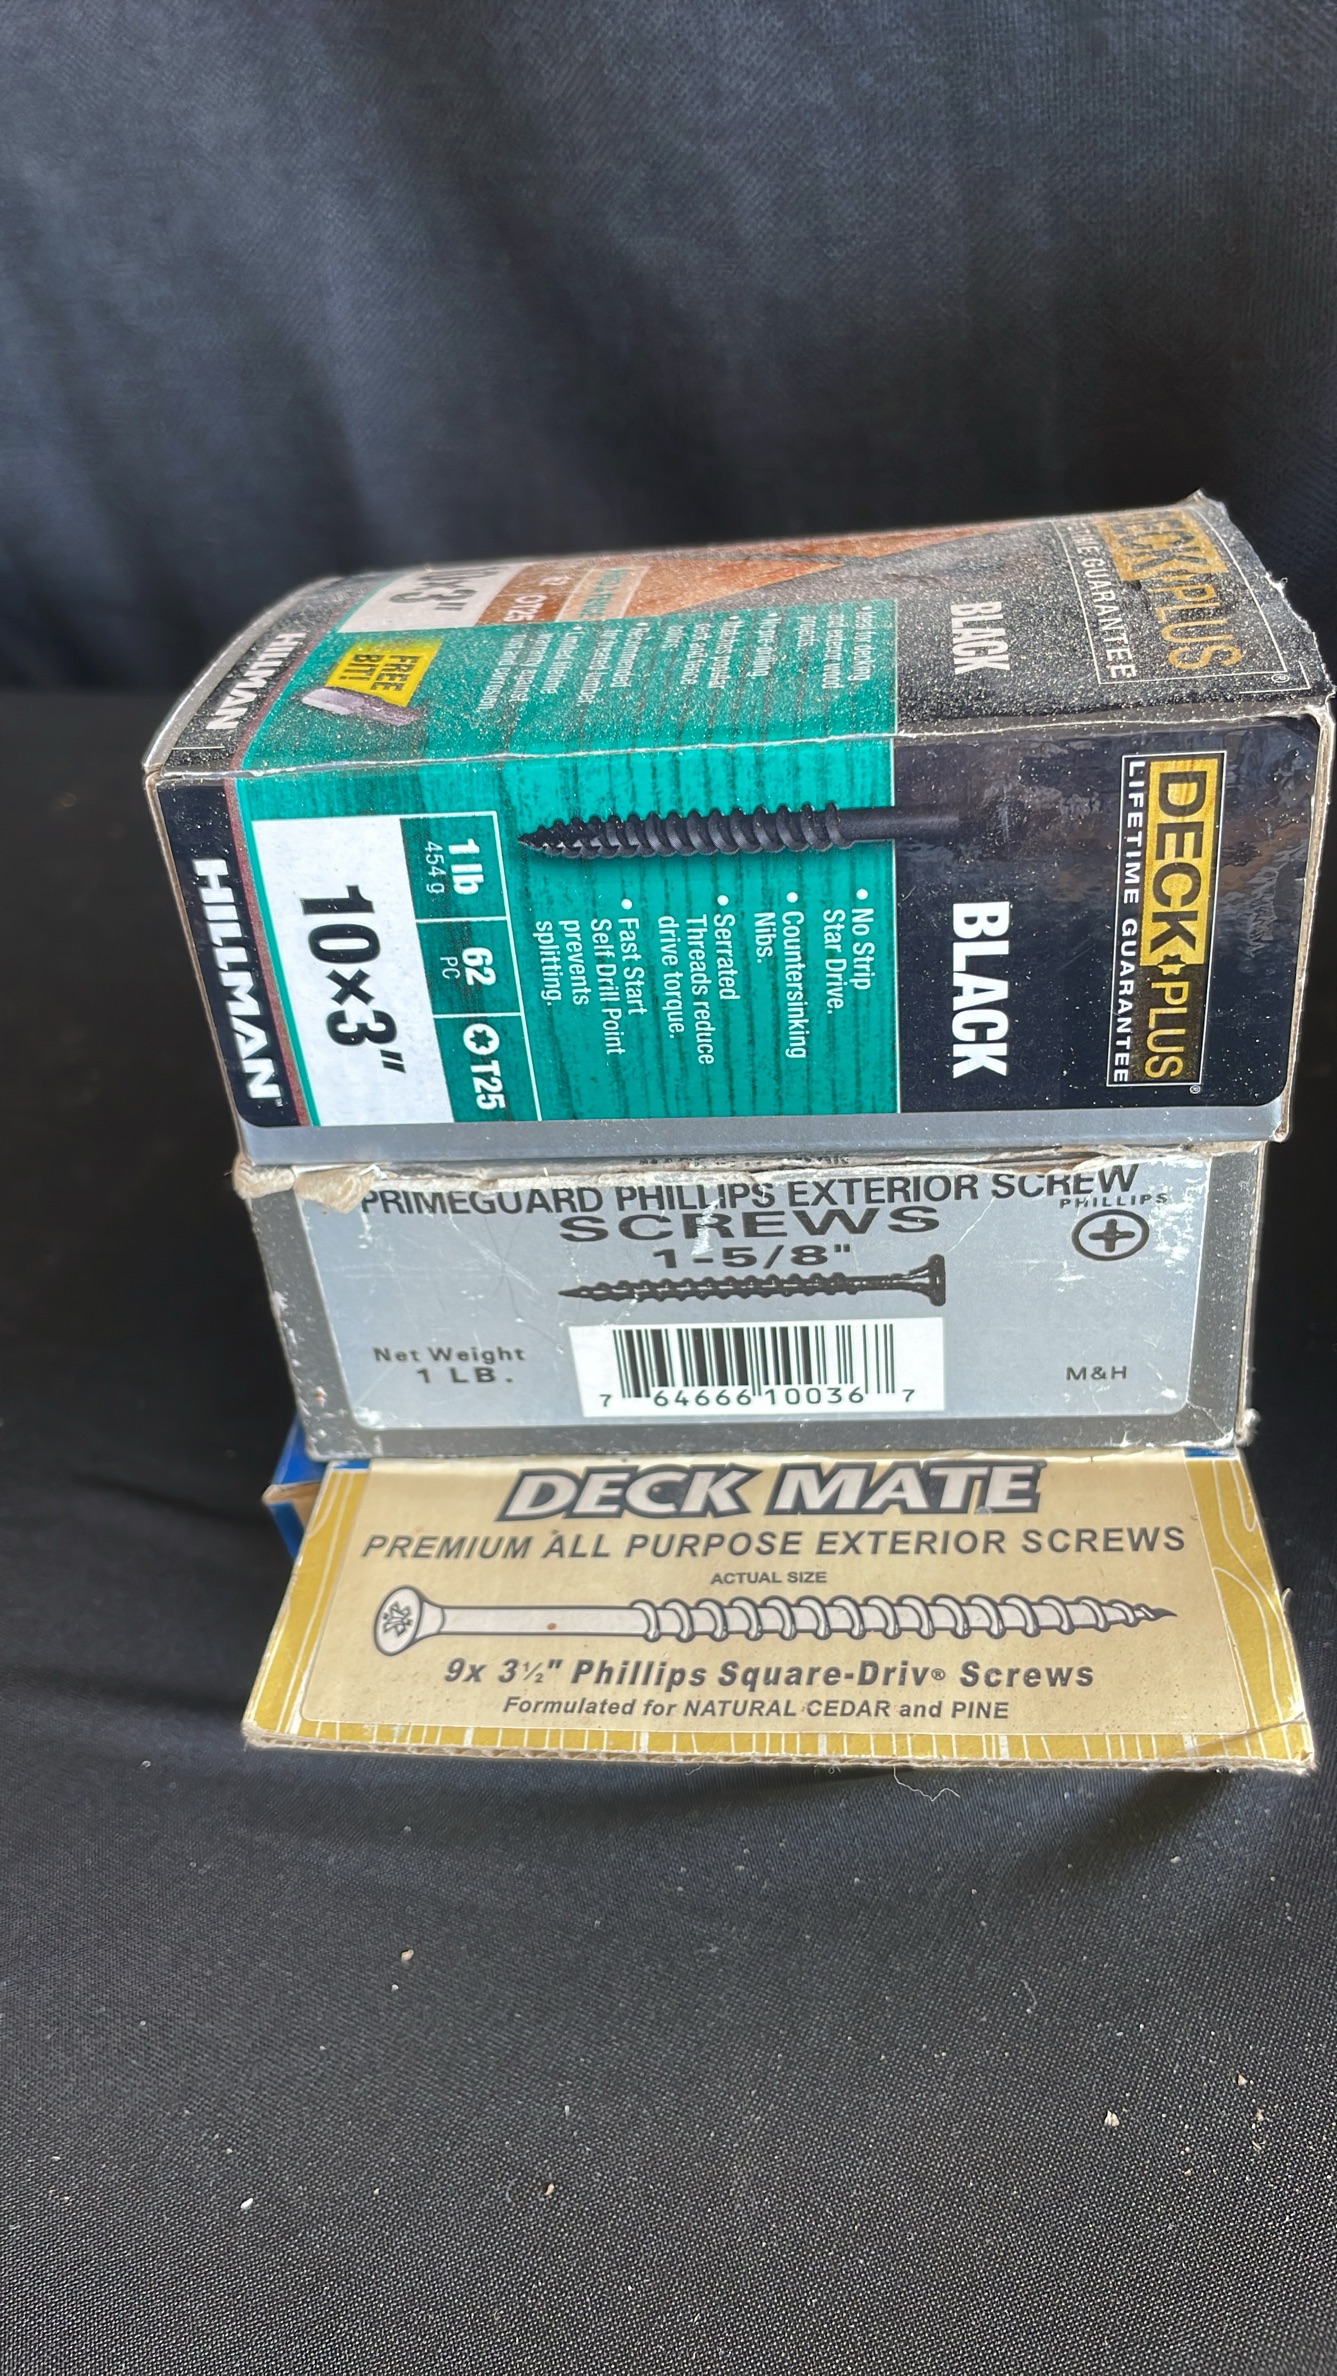 DECK PLUS
GUARANTEE
BLACK
FREE
BIT!
HILLMAN
DECK+PLUS®
LIFETIME GUARANTEE
BLACK
• No Strip
Star Drive.
• Countersinking
Nibs.
• Serrated
Threads reduce
drive torque.
• Fast Start
Self Drill Point
prevents
splitting.
1 lb
454 g
62
PC
T25
10×3"
HILLMAN™
PRIMEGUARD PHILLIPS EXTERIOR SCREW
SCREWS
PHILLIPS
1-5/8"
Net Weight
1 LB.
7 64666 10036 7
M&H
DECK MATE
PREMIUM ALL PURPOSE EXTERIOR SCREWS
ACTUAL SIZE
9x 3½" Phillips Square-Driv® Screws
Formulated for NATURAL CEDAR and PINE